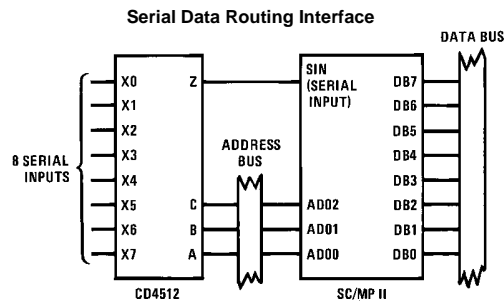 Serial Data Routing Interface
DATA BUS
X0 Z SIN DB7
(SERIAL
INPUT)
X1 DB6
X2 DB5
X3 ADDRESS DB4
BUS
8 SERIAL
INPUTS
X4 DB3
X5 C AD02 DB2
X6 B AD01 DB1
X7 A AD00 DB0
CD4512 SC/MP II